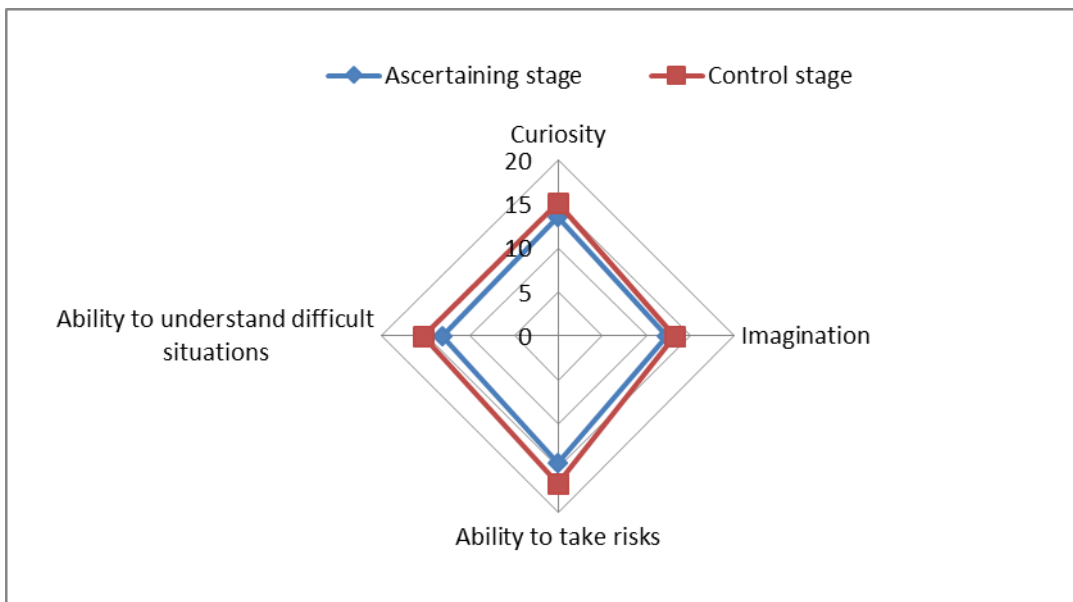 Ascertaining stage
Control stage
Curiosity
20
15
10
5
0
Ability to understand difficult
situations
Imagination
Ability to take risks